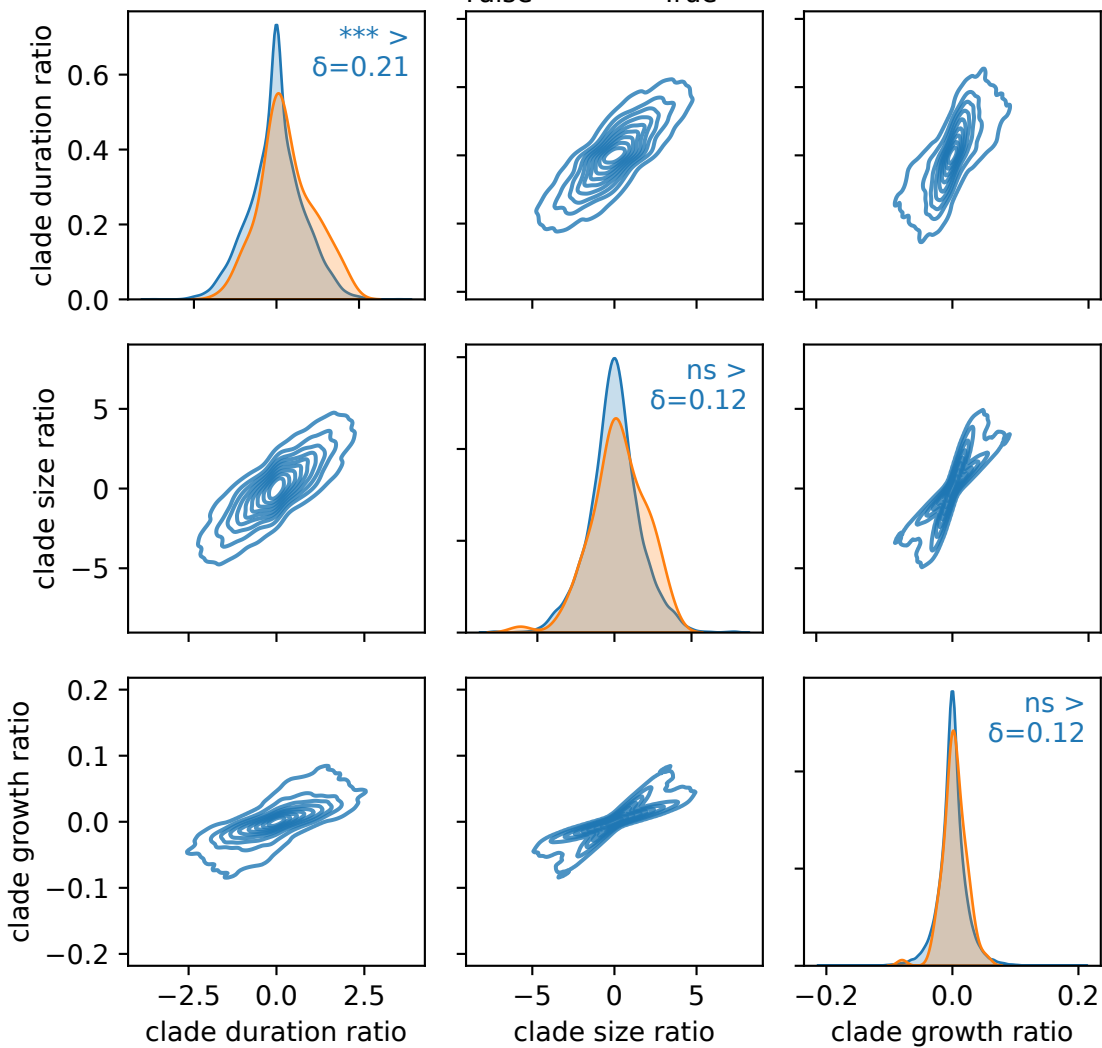 True
clade duration ratio
0.6
0.4
0.2
0.0
*** >
δ=0.21
clade size ratio
5
0
−5
ns >
δ=0.12
clade growth ratio
0.2
0.1
0.0
−0.1
−0.2
ns >
δ=0.12
−2.5 0.0 2.5
−5 0 5
−0.2 0.0 0.2
clade duration ratio
clade size ratio
clade growth ratio